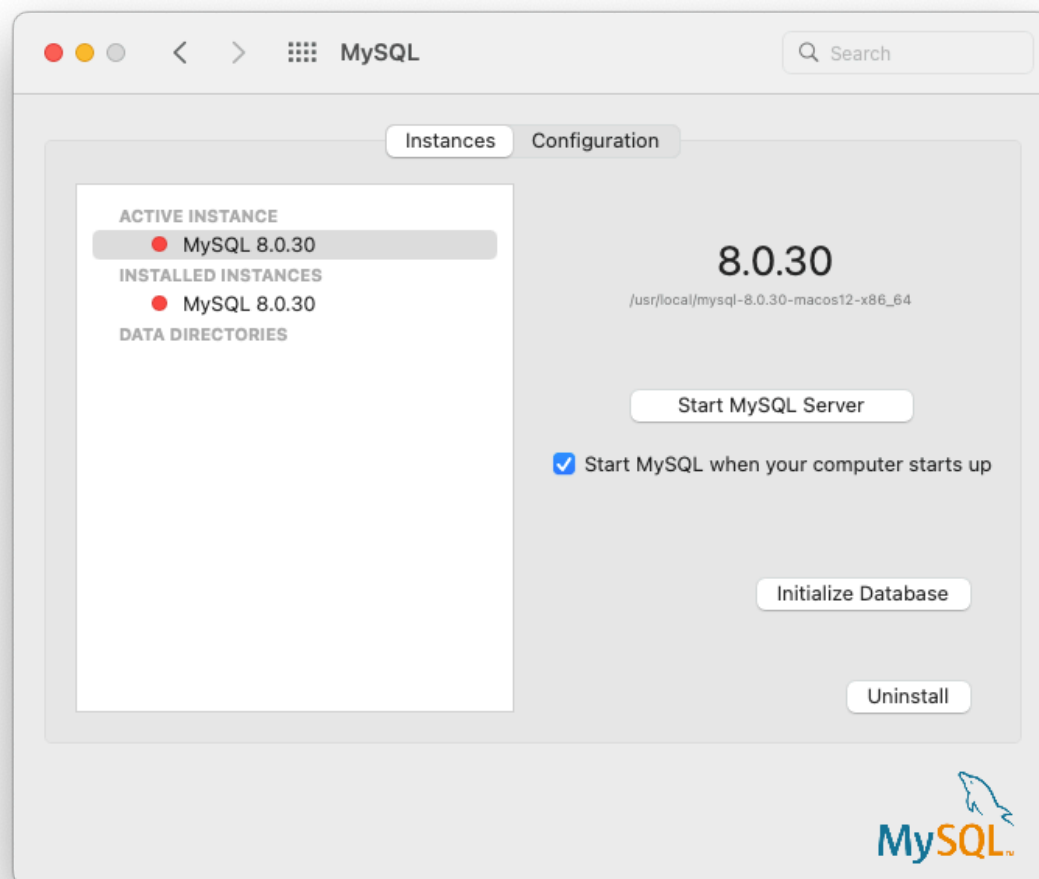 MySQL
Search
Instances
Configuration
ACTIVE INSTANCE
MySQL 8.0.30
INSTALLED INSTANCES
MySQL 8.0.30
DATA DIRECTORIES
8.0.30
/usr/local/mysql-8.0.30-macos12-x86_64
Start MySQL Server
Start MySQL when your computer starts up
Initialize Database
Uninstall
MySQL